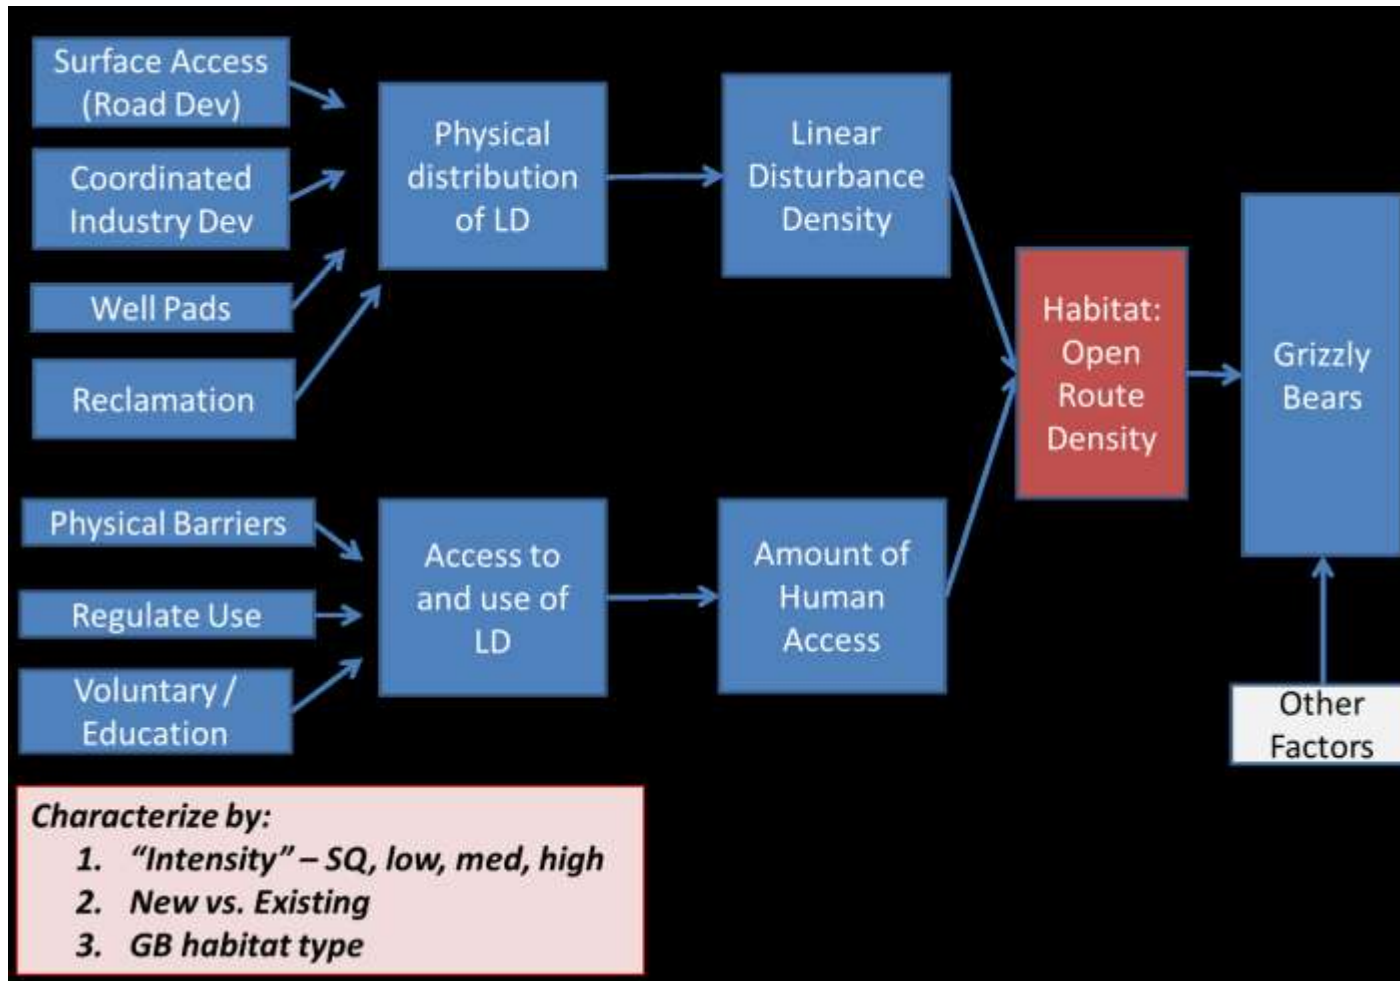 Surface Access
(Road Dev)
Coordinated
Industry Dev
Well Pads
Reclamation
Physical
distribution
of LD
Linear
Disturbance
Density
Physical Barriers
Regulate Use
Voluntary /
Education
Access to
and use of
LD
Amount of
Human
Access
Habitat:
Open
Route
Density
Grizzly
Bears
Other
Factors
Characterize by:
1. “Intensity” – SQ, low, med, high
2. New vs. Existing
3. GB habitat type